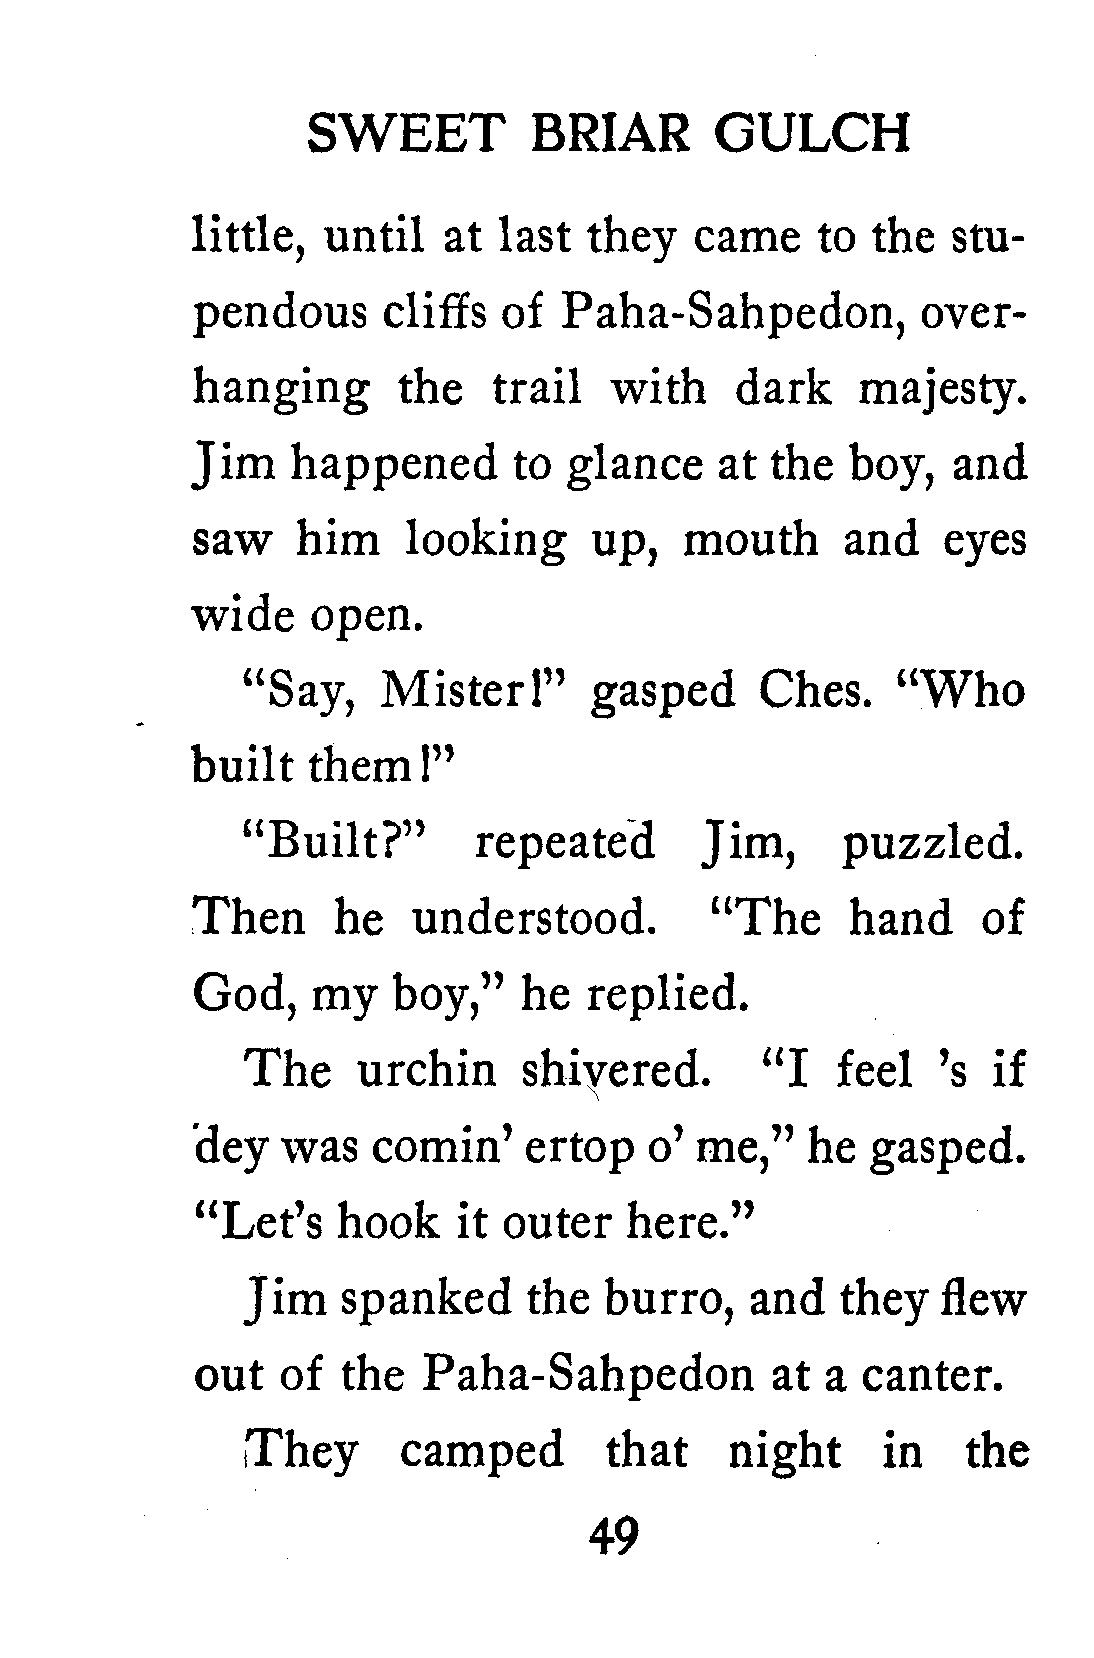 SWEET BRIAR GULCH
little, until at last they came to the stu-
pendous cliffs of Paha-Sahpedon, over-
hanging the trail with dark majesty.
Jim happened to glance at the boy, and
saw him looking up, mouth and eyes
wide open.
“Say, Mister!” gasped Ches. “Who
built them!”
“Built?” repeated Jim, puzzled.
Then he understood. “The hand of
God, my boy,” he replied.
The urchin shivered. “I feel ’s if
'dey was comin’ ertop o’ me,” he gasped.
“Let’s hook it outer here.”
Jim spanked the burro, and they flew
out of the Paha-Sahpedon at a canter.
They camped that night in the
49